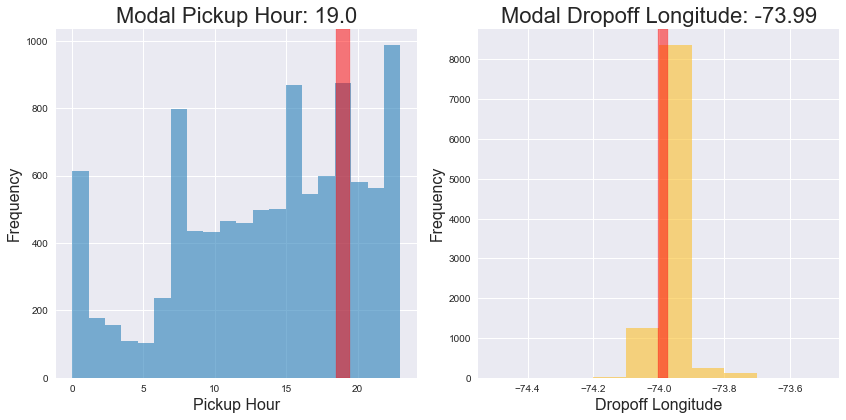 Modal Pickup Hour: 19.0
Frequency
1000
800
600
400
200
0
0 5 10 15 20
Pickup Hour
Modal Dropoff Longitude: -73.99
Frequency
8000
7000
6000
5000
4000
3000
2000
1000
0
−74.4 −74.2 −74.0 −73.8 −73.6
Dropoff Longitude